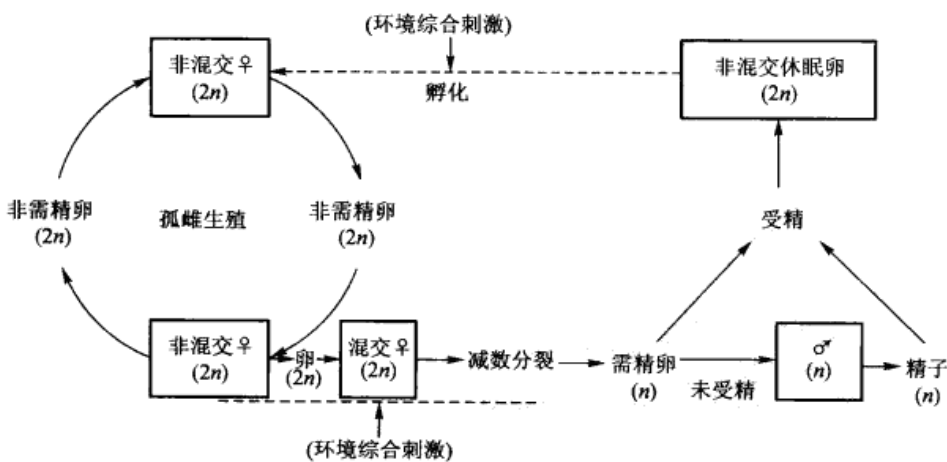 (环境综合刺激)
非混交♀
(2n)
孵化
非混交休眠卵
(2n)
非需精卵
(2n)
孤雌生殖
非需精卵
(2n)
受精
非混交♀
(2n)
卵
(2n)
混交♀
(2n)
减数分裂
需精卵
(n)
未受精
♂
(n)
精子
(n)
(环境综合刺激)